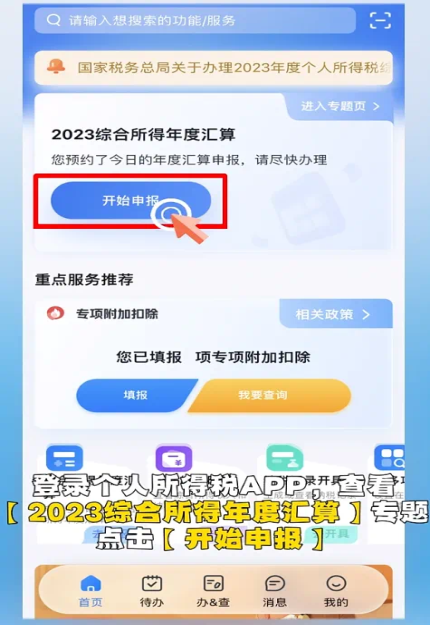 请输入想搜索的功能/服务
国家税务总局关于办理2023年度个人所得税综
进入专题页 >
2023综合所得年度汇算
您预约了今日的年度汇算申报，请尽快办理
开始申报
重点服务推荐
专项附加扣除
相关政策 >
您已填报 项专项附加扣除
填报
我要查询
登录个人所得税APP，查看
【2023综合所得年度汇算】专题
点击【开始申报】
首页
待办
办&查
消息
我的